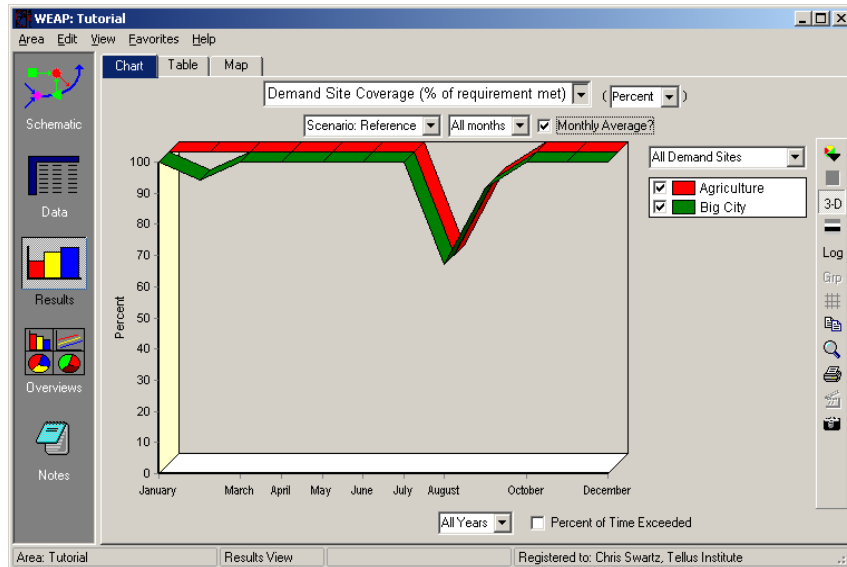 WEAP: Tutorial
Area Edit View Favorites Help
Chart Table Map
Demand Site Coverage (% of requirement met) ( Percent )
Scenario: Reference All months Monthly Average?
All Demand Sites
Agriculture
Big City
Schematic
Data
Results
Overviews
Notes
3-D
Log
Grp
Percent
100
90
80
70
60
50
40
30
20
10
0
January March April May June July August October December
All Years Percent of Time Exceeded
Area: Tutorial Results View Registered to: Chris Swartz, Tellus Institute